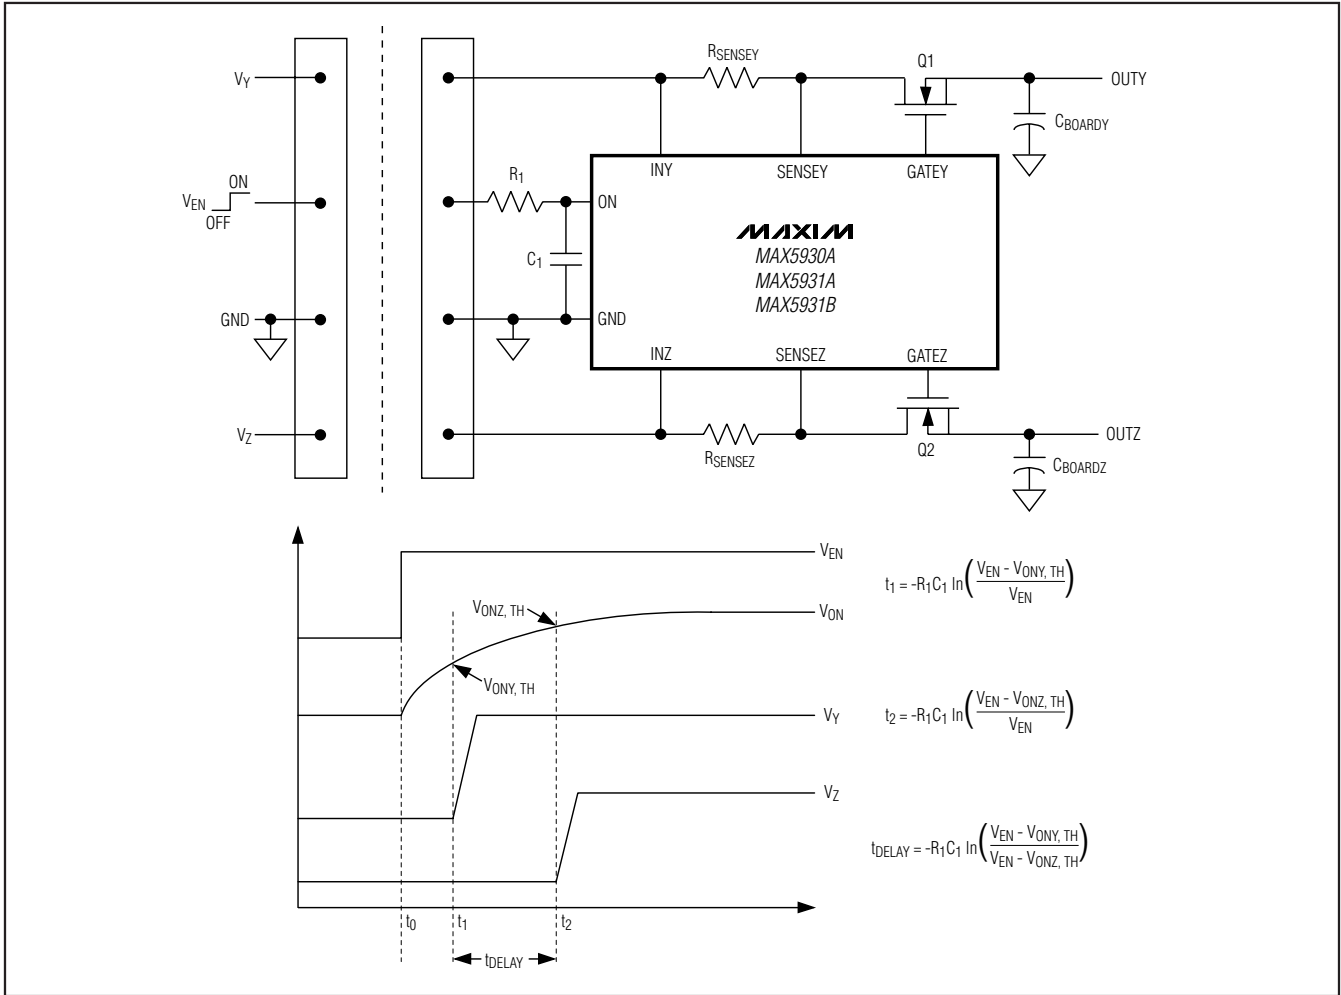 RSENSEY
Q1
VY
OUTY
CBOARDY
INY
SENSEY
GATEY
ON
VEN
OFF
R1
ON
MAXIM
MAX5930A
MAX5931A
MAX5931B
C1
GND
GND
INZ
SENSEZ
GATEZ
VZ
RSENSEZ
Q2
OUTZ
CBOARDZ
VEN
t1 = -R1C1 ln(VEN - VONY, TH / VEN)
VONZ, TH
VON
VONY, TH
VY
t2 = -R1C1 ln(VEN - VONZ, TH / VEN)
VZ
tDELAY = -R1C1 ln(VEN - VONY, TH / VEN - VONZ, TH)
t0
t1
t2
tDELAY